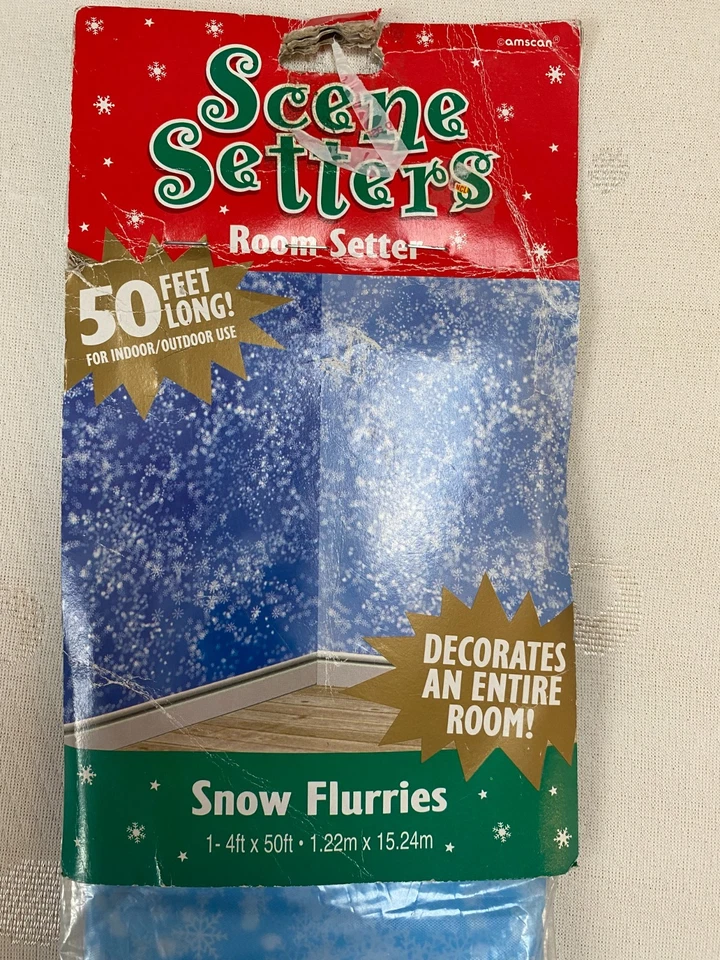 ©amscan®
Scene
Setters
Room Setter
50 FEET
LONG!
FOR INDOOR/OUTDOOR USE
DECORATES
AN ENTIRE
ROOM!
Snow Flurries
1- 4ft x 50ft • 1.22m x 15.24m